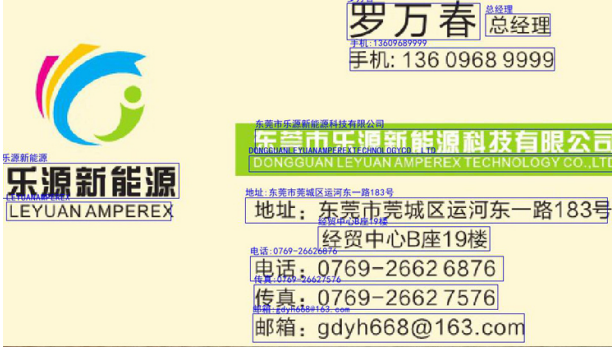 罗万春 总经理
手机: 136 0968 9999
乐源新能源
LEYUAN AMPEREX
东莞市乐源新能源科技有限公司
DONGGUAN LEYUAN AMPEREX TECHNOLOGY CO.,LTD
地址：东莞市莞城区运河东一路183号
经贸中心B座19楼
电话：0769-2662 6876
传真：0769-2662 7576
邮箱：gdyh668@163.com